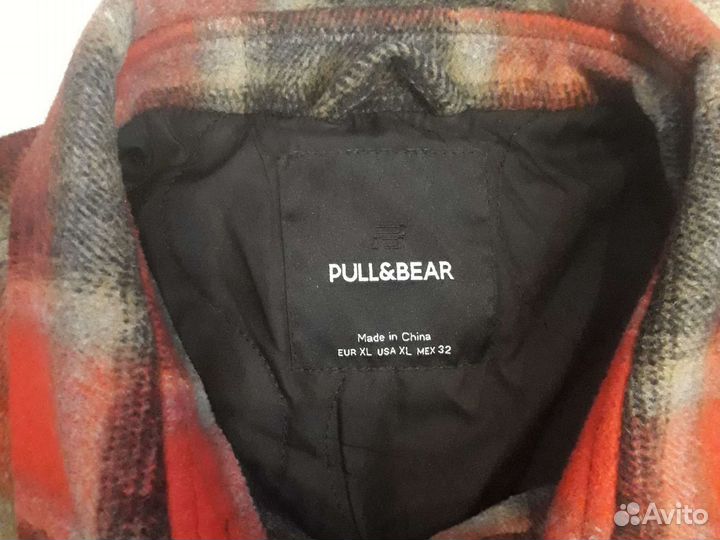 PULL&BEAR
Made in China
EUR XL USA XL MEX 32
Avito